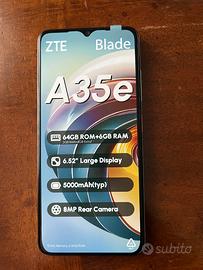 ZTE Blade
A35e
64GB ROM+6GB RAM
6.52" Large Display
5000mAh(typ)
8MP Rear Camera
subito